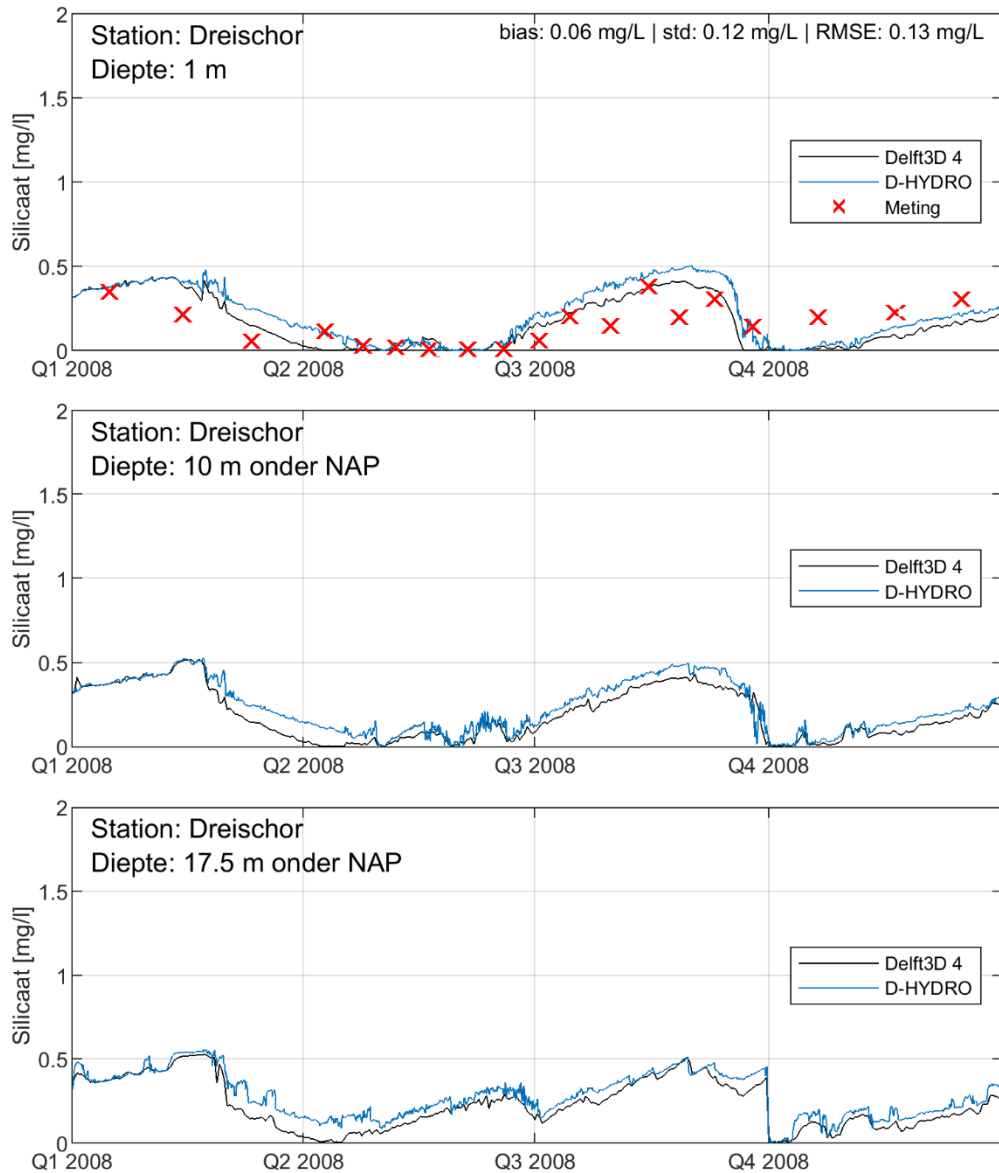 Station: Dreischor
Diepte: 1 m
bias: 0.06 mg/L | std: 0.12 mg/L | RMSE: 0.13 mg/L
Silicaat [mg/l]
2
1.5
1
0.5
0
Delft3D 4
D-HYDRO
Meting
Q1 2008
Q2 2008
Q3 2008
Q4 2008
Station: Dreischor
Diepte: 10 m onder NAP
Silicaat [mg/l]
2
1.5
1
0.5
0
Delft3D 4
D-HYDRO
Q1 2008
Q2 2008
Q3 2008
Q4 2008
Station: Dreischor
Diepte: 17.5 m onder NAP
Silicaat [mg/l]
2
1.5
1
0.5
0
Delft3D 4
D-HYDRO
Q1 2008
Q2 2008
Q3 2008
Q4 2008